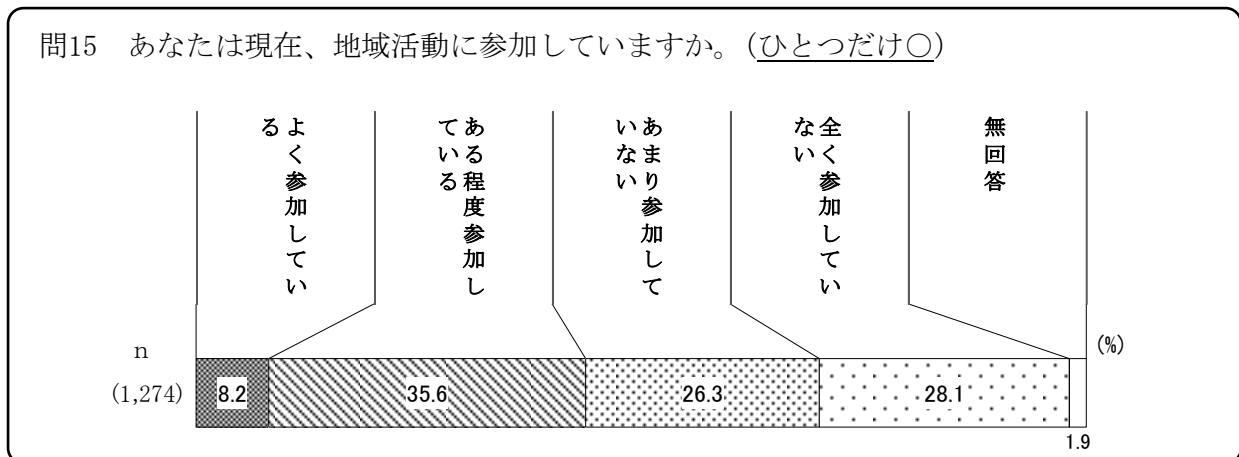 問15　あなたは現在、地域活動に参加していますか。(ひとつだけ○)
よく参加してい
る
ある程度参加し
ている
あまり参加して
いない
全く参加してい
ない
無回答
(%)
n
(1,274)
8.2
35.6
26.3
28.1
1.9